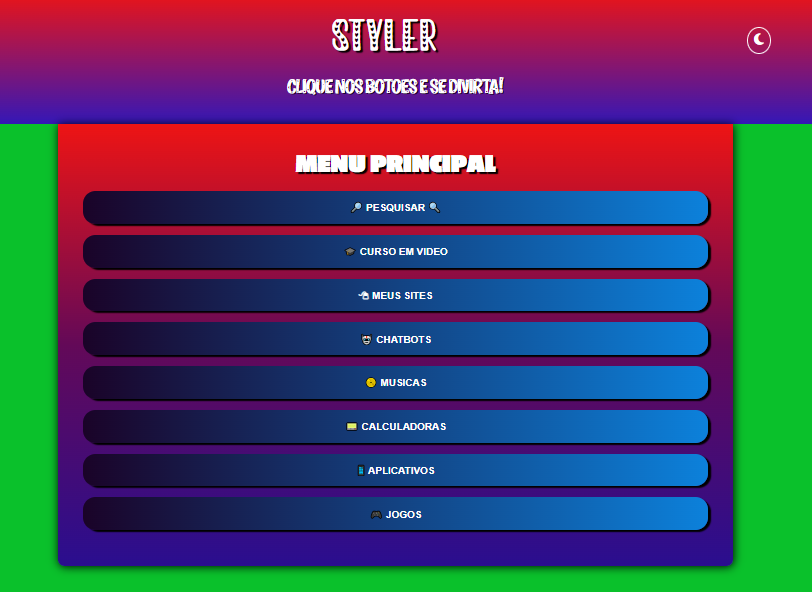 STYLER
CLIQUE NOS BOTOES E SE DIVIRTA!
MENU PRINCIPAL
🔎 PESQUISAR 🔍
🎓 CURSO EM VIDEO
🖱 MEUS SITES
🤖 CHATBOTS
📀 MUSICAS
📟 CALCULADORAS
📱 APLICATIVOS
🎮 JOGOS